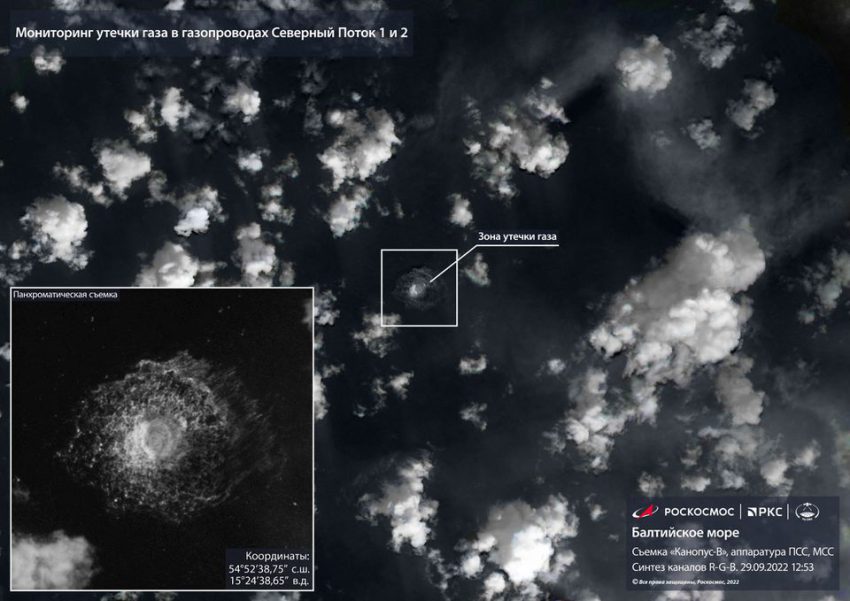 Мониторинг утечки газа в газопроводах Северный Поток 1 и 2
Зона утечки газа
Панхроматическая съемка
Координаты:
54°52'38,75" с.ш.
15°24'38,65" в.д.
РОСКОСМОС
РКС
Балтийское море
Съемка «Канопус-В», аппаратура ПСС, МСС
Синтез каналов R-G-B. 29.09.2022 12:53
© Все права защищены, Роскосмос, 2022